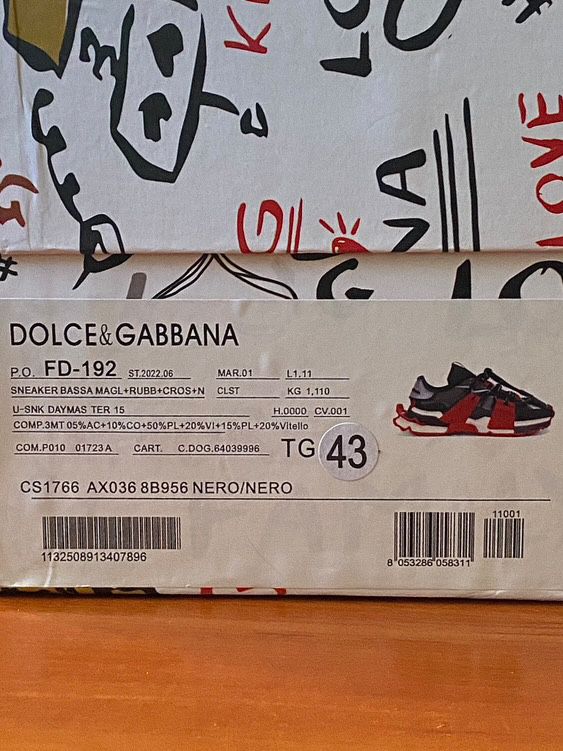 LOVE
DOLCE&GABBANA
P.O. FD-192 ST.2022.06 MAR.01 L1.11
SNEAKER BASSA MAGL+RUBB+CROS+N CLST KG 1,110
U-SNK DAYMAS TER 15 H.0000 CV.001
COMP.3MT 05%AC+10%CO+50%PL+20%VI+15%PL+20%Vitello
COM.P010 01723A CART. C.DOG.64039996 TG 43
CS1766 AX036 8B956 NERO/NERO
11001
1132508913407896 8 053286 058311